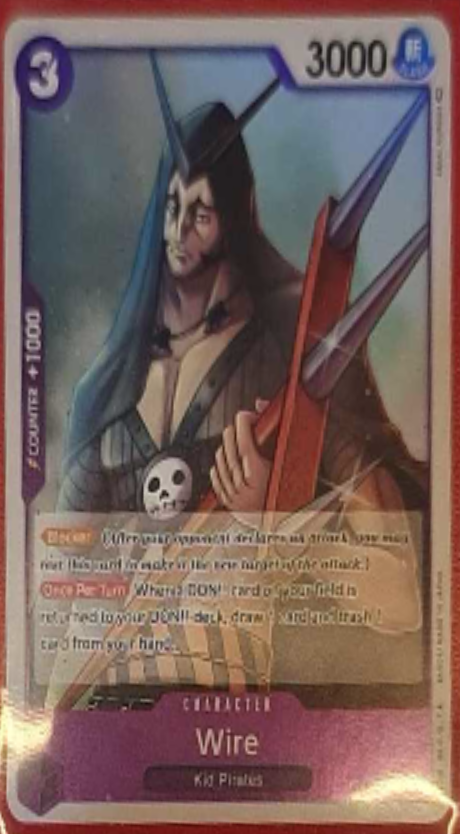 3
3000
斬
SLASH
COUNTER +1000
Blocker (After your opponent declares an attack, you may
rest this card to make it the new target of the attack.)
Once Per Turn When a DON!! card on your field is
returned to your DON!! deck, draw 1 card and trash 1
card from your hand.
CHARACTER
Wire
Kid Pirates